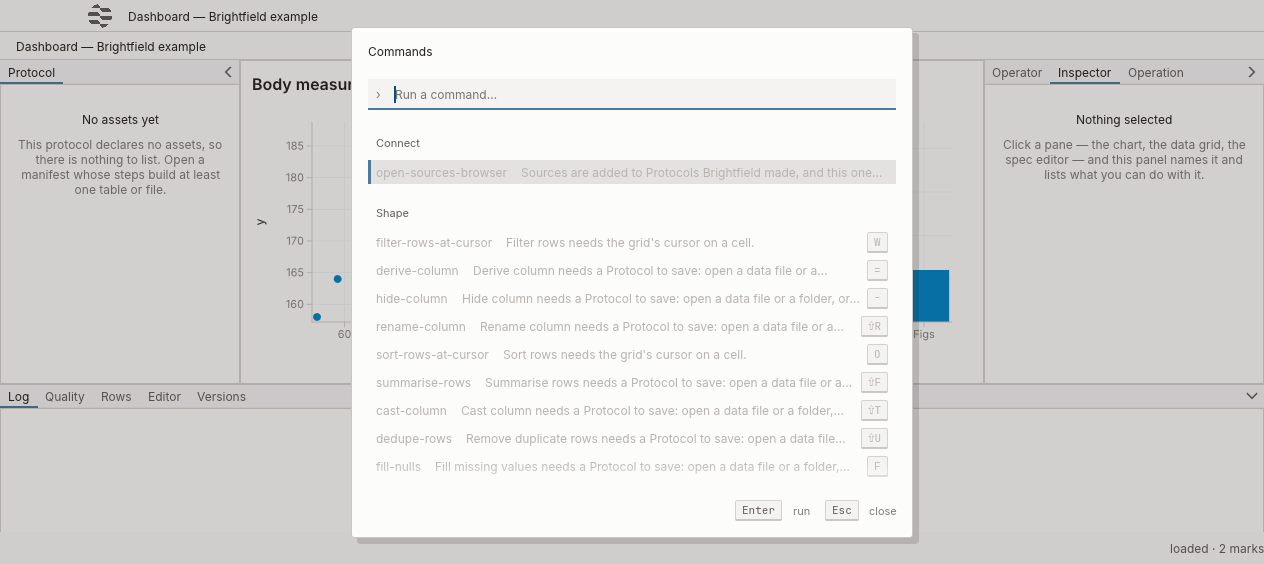 Dashboard — Brightfield example
Dashboard — Brightfield example
Protocol
No assets yet
This protocol declares no assets, so
there is nothing to list. Open a
manifest whose steps build at least
one table or file.
Body measur
185
180
175
170
165
160
y
60
Figs
Commands
› Run a command...
Connect
open-sources-browser Sources are added to Protocols Brightfield made, and this one...
Shape
filter-rows-at-cursor Filter rows needs the grid's cursor on a cell. W
derive-column Derive column needs a Protocol to save: open a data file or a... =
hide-column Hide column needs a Protocol to save: open a data file or a folder, or... -
rename-column Rename column needs a Protocol to save: open a data file or a... ⇧R
sort-rows-at-cursor Sort rows needs the grid's cursor on a cell. O
summarise-rows Summarise rows needs a Protocol to save: open a data file or a... ⇧F
cast-column Cast column needs a Protocol to save: open a data file or a folder,... ⇧T
dedupe-rows Remove duplicate rows needs a Protocol to save: open a data file... ⇧U
fill-nulls Fill missing values needs a Protocol to save: open a data file or a folder,... F
Enter run Esc close
Operator Inspector Operation
Nothing selected
Click a pane — the chart, the data grid, the
spec editor — and this panel names it and
lists what you can do with it.
Log Quality Rows Editor Versions
loaded · 2 marks